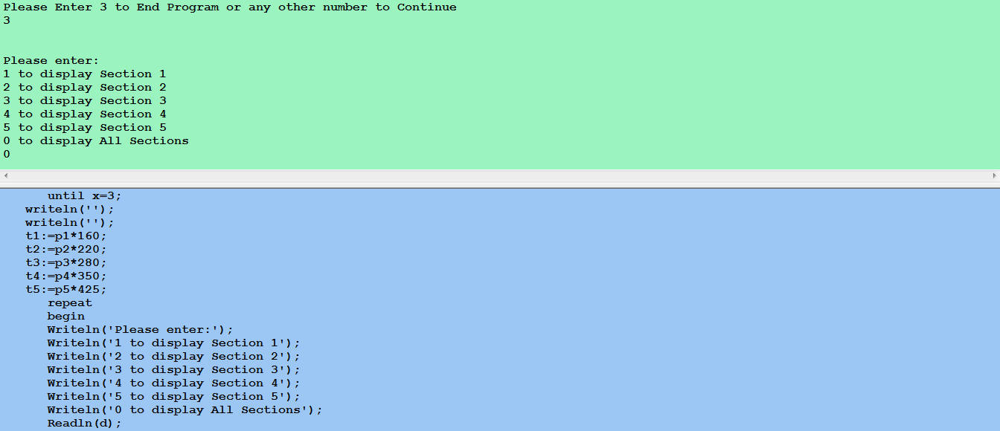 Please Enter 3 to End Program or any other number to Continue
3
Please enter:
1 to display Section 1
2 to display Section 2
3 to display Section 3
4 to display Section 4
5 to display Section 5
0 to display All Sections
0
until x=3;
writeln('');
writeln('');
t1:=p1*160;
t2:=p2*220;
t3:=p3*280;
t4:=p4*350;
t5:=p5*425;
repeat
begin
Writeln('Please enter:');
Writeln('1 to display Section 1');
Writeln('2 to display Section 2');
Writeln('3 to display Section 3');
Writeln('4 to display Section 4');
Writeln('5 to display Section 5');
Writeln('0 to display All Sections');
Readln(d);